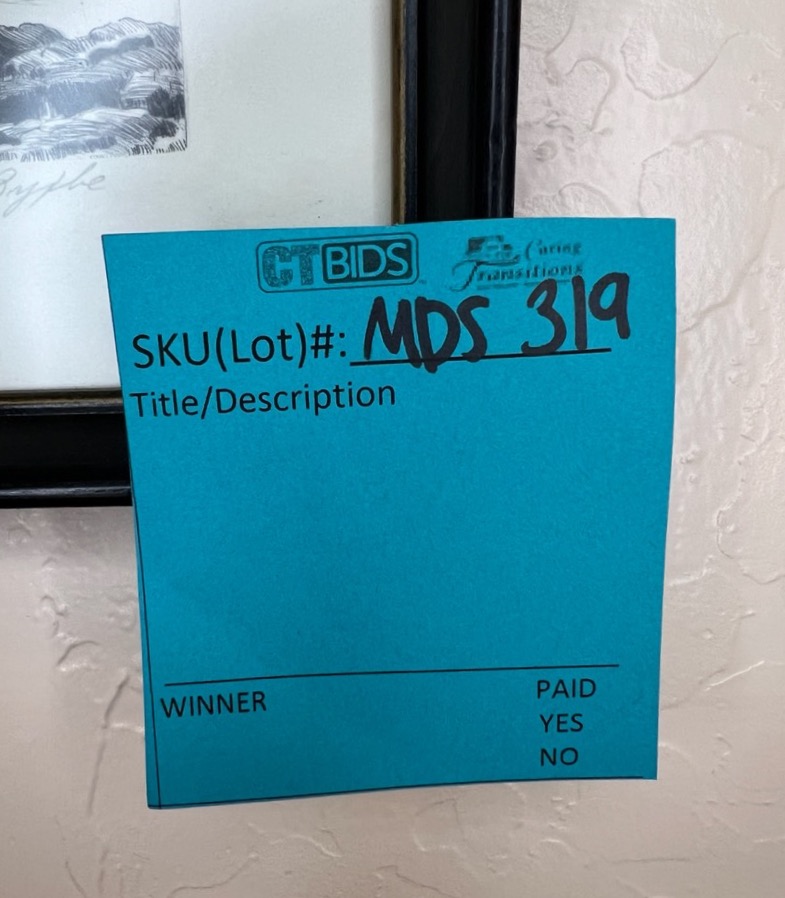 CTBIDS
Caring
Transitions
SKU(Lot)#: MDS 319
Title/Description
WINNER
PAID
YES
NO